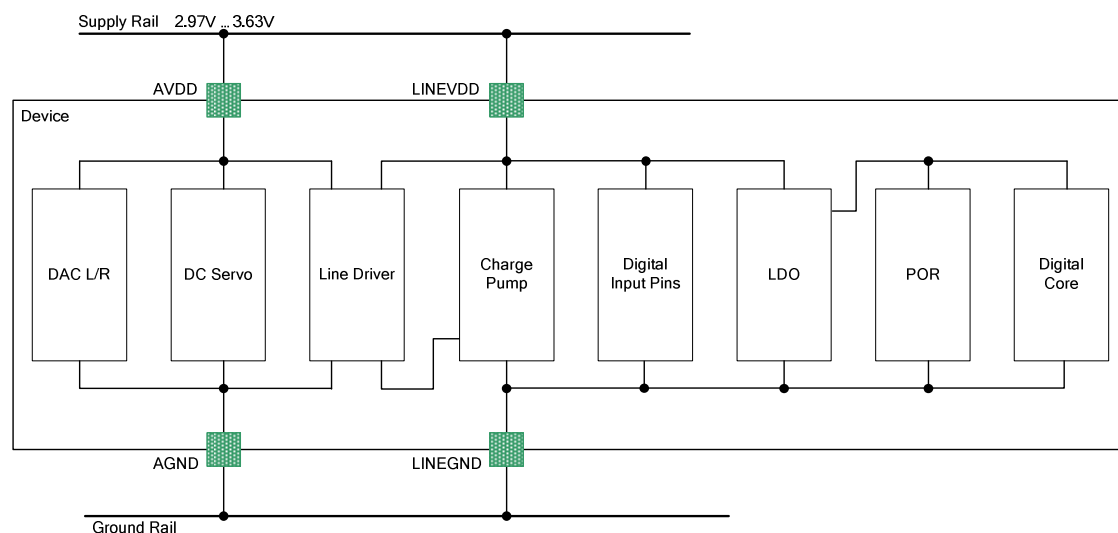 Supply Rail 2.97V ... 3.63V
AVDD
LINEVDD
Device
DAC L/R
DC Servo
Line Driver
Charge
Pump
Digital
Input Pins
LDO
POR
Digital
Core
AGND
LINEGND
Ground Rail